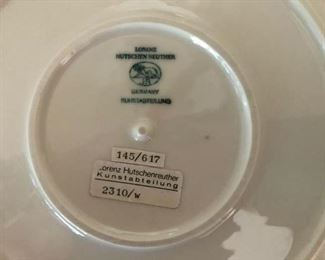 LORENZ
HUTSCHENREUTHER
GERMANY
KUNSTABTEILUNG
145/617
Lorenz Hutschenreuther
Kunstabteilung
2310/w